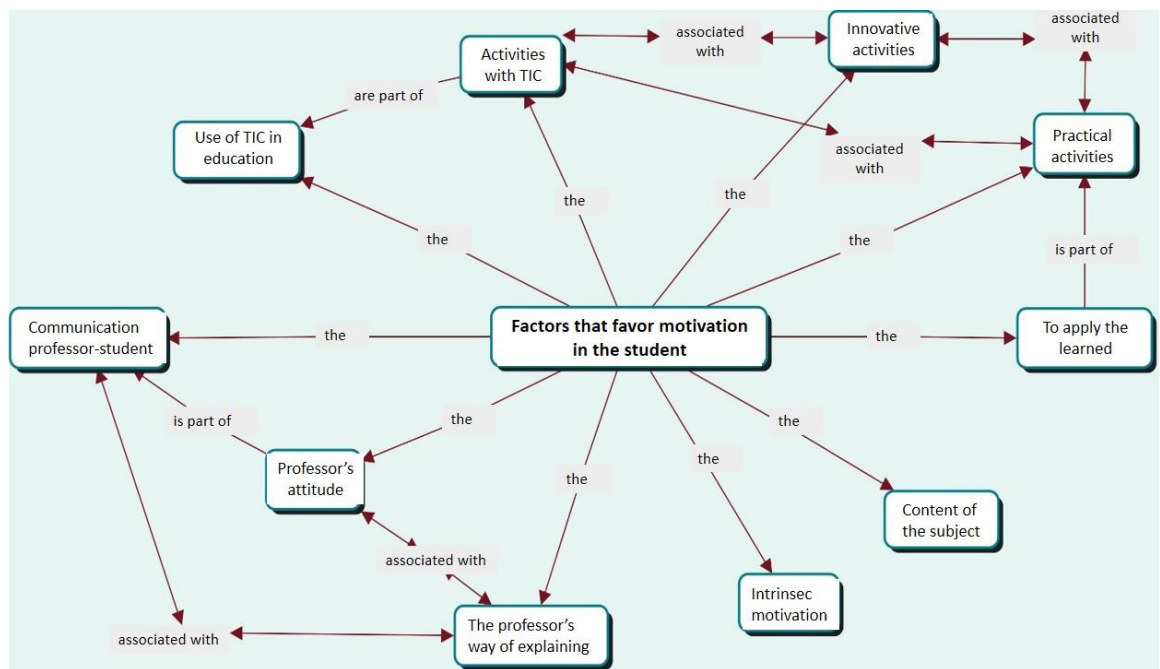 Innovative
activities
associated
with
associated
with
Activities
with TIC
are part of
Use of TIC in
education
associated
with
Practical
activities
the
the
the
the
is part of
Communication
professor-student
the
Factors that favor motivation
in the student
the
To apply the
learned
is part of
the
the
the
the
Professor's
attitude
Content of
the subject
associated with
Intrinsec
motivation
associated with
The professor's
way of explaining